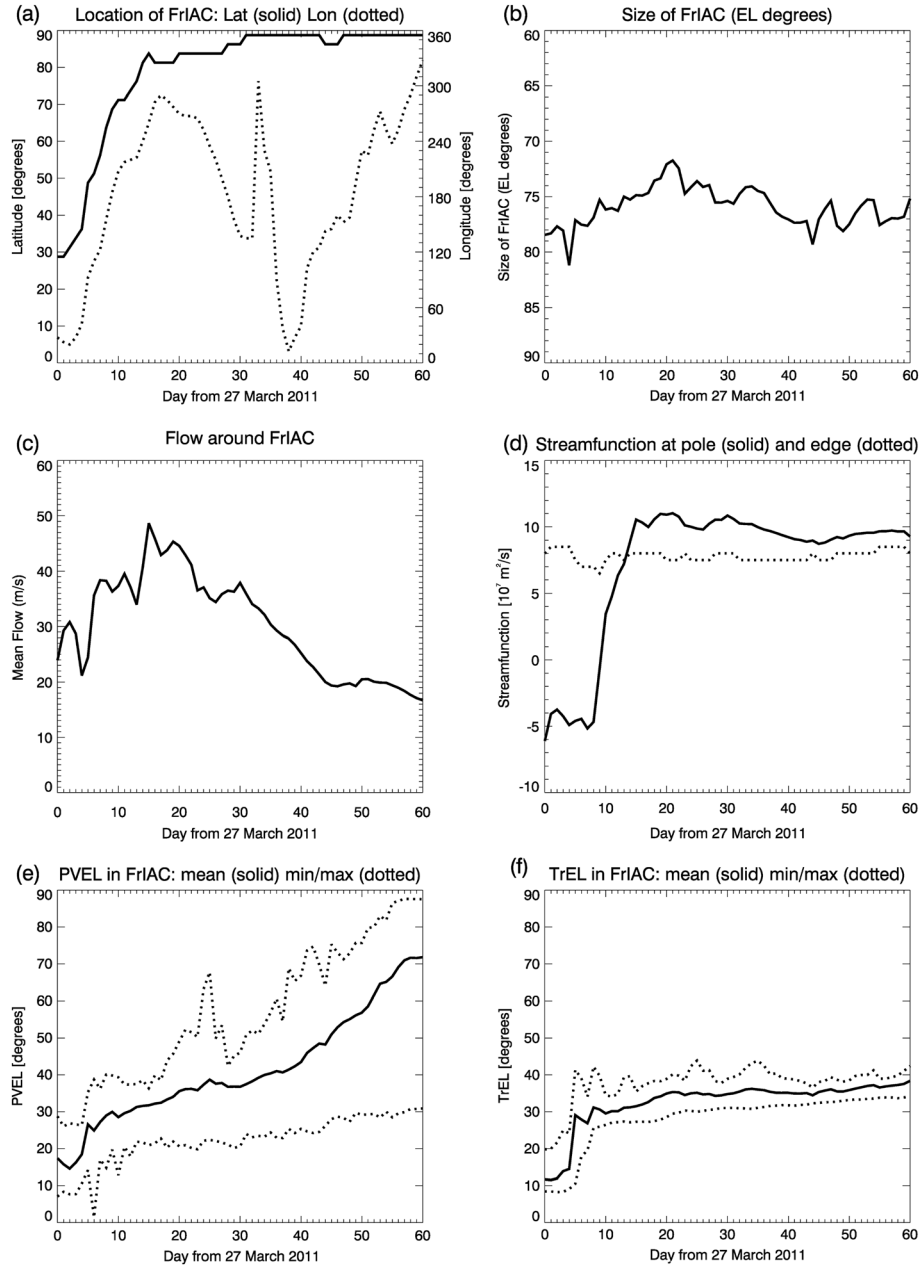 (a) Location of FrIAC: Lat (solid) Lon (dotted)
90
80
70
60
50
40
30
20
10
0
Latitude [degrees]
360
300
240
180
120
60
0
Longitude [degrees]
0 10 20 30 40 50 60
Day from 27 March 2011
(b) Size of FrIAC (EL degrees)
60
65
70
75
80
85
90
Size of FrIAC (EL degrees)
0 10 20 30 40 50 60
Day from 27 March 2011
(c) Flow around FrIAC
60
50
40
30
20
10
0
Mean Flow (m/s)
0 10 20 30 40 50 60
Day from 27 March 2011
(d) Streamfunction at pole (solid) and edge (dotted)
15
10
5
0
-5
-10
Streamfunction [10⁷ m²/s]
0 10 20 30 40 50 60
Day from 27 March 2011
(e) PVEL in FrIAC: mean (solid) min/max (dotted)
90
80
70
60
50
40
30
20
10
0
PVEL [degrees]
0 10 20 30 40 50 60
Day from 27 March 2011
(f) TrEL in FrIAC: mean (solid) min/max (dotted)
90
80
70
60
50
40
30
20
10
0
TrEL [degrees]
0 10 20 30 40 50 60
Day from 27 March 2011